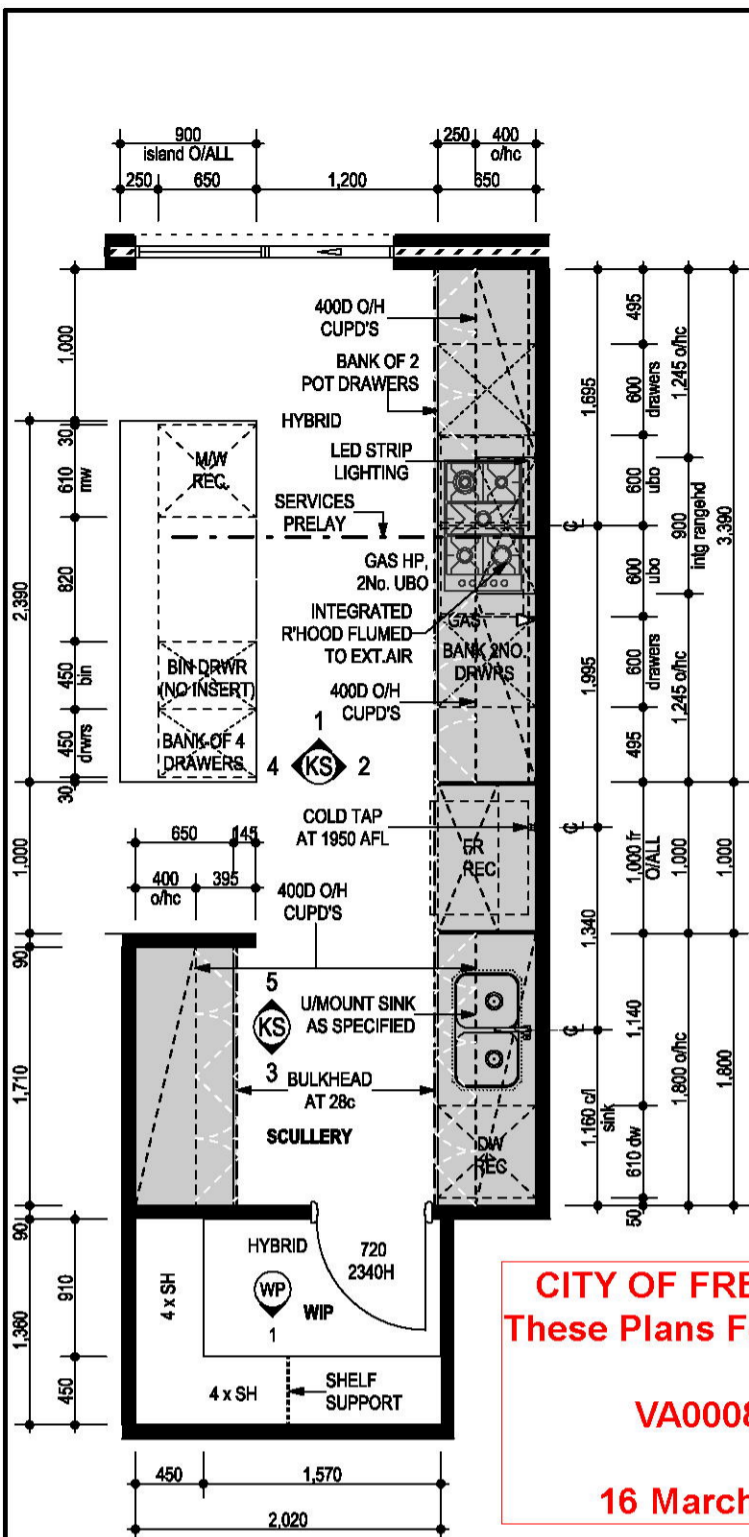 900
island O/ALL
250
650
1,200
250
400
o/hc
650
1,000
30
610
mw
820
2,390
450
bin
450
drwrs
30
1,000
90
1,710
90
910
1,360
450
400D O/H
CUPD'S
BANK OF 2
POT DRAWERS
HYBRID
LED STRIP
LIGHTING
M/W
REC.
SERVICES
PRELAY
GAS HP,
2No. UBO
INTEGRATED
R'HOOD FLUMED
TO EXT.AIR
GAS
BANK 2NO.
DRWRS
BIN DRWR
(NO INSERT)
400D O/H
CUPD'S
BANK OF 4
DRAWERS
1
4 KS 2
COLD TAP
AT 1950 AFL
FR
REC
650
145
400
o/hc
395
400D O/H
CUPD'S
5
KS
3
U/MOUNT SINK
AS SPECIFIED
BULKHEAD
AT 28c
SCULLERY
DW
REC
HYBRID
720
2340H
WP
1
WIP
4 x SH
4 x SH
SHELF
SUPPORT
450
1,570
2,020
495
1,695
600
drawers
1,245 o/hc
600
ubo
900
intg rangehd
3,390
600
ubo
1,995
600
drawers
1,245 o/hc
495
1,000 fr
O/ALL
1,000
1,000
1,340
1,140
1,800 o/hc
1,800
1,160 c/l
sink
610 dw
50
CITY OF FRE
These Plans F
VA0008
16 March